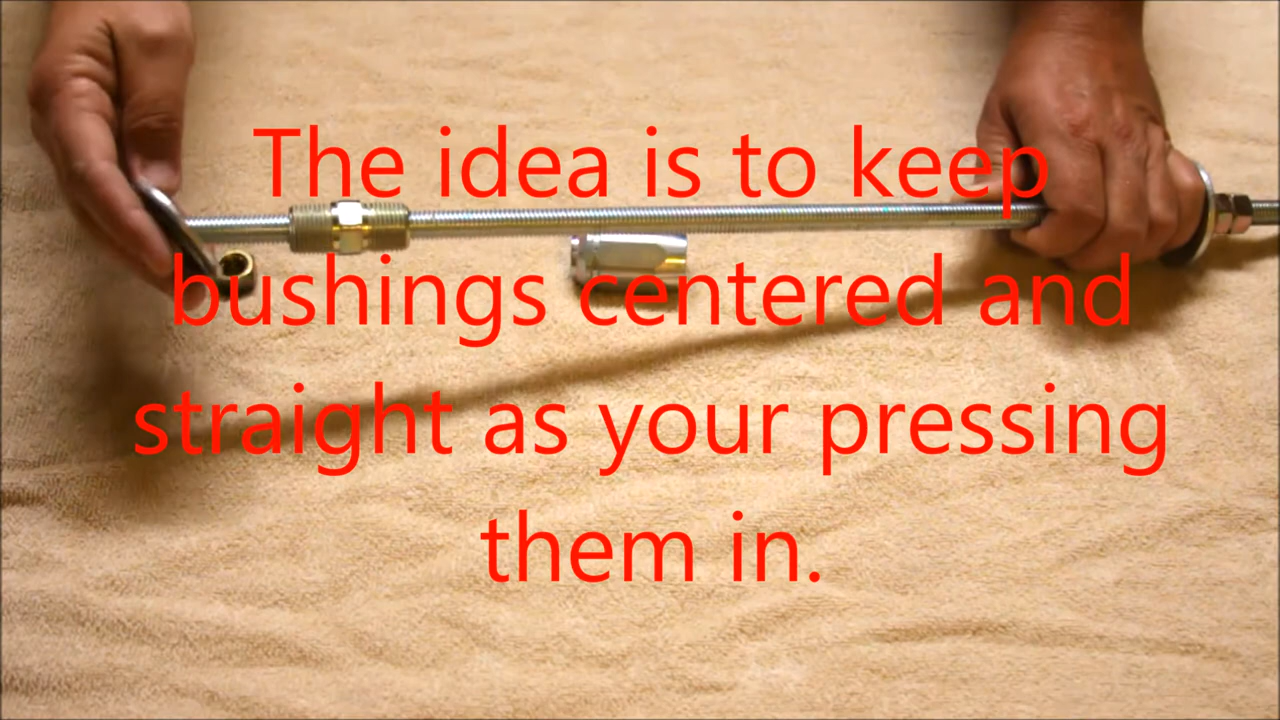 The idea is to keep
bushings centered and
straight as your pressing
them in.